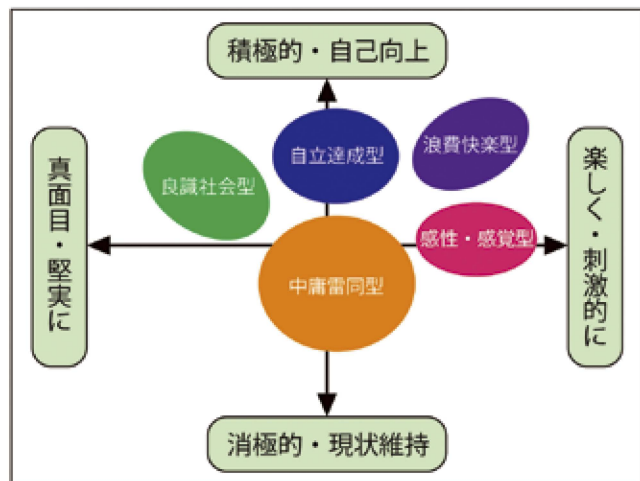 積極的・自己向上
浪費快楽型
自立達成型
良識社会型
真面目・堅実に
楽しく・刺激的に
感性・感覚型
中庸雷同型
消極的・現状維持